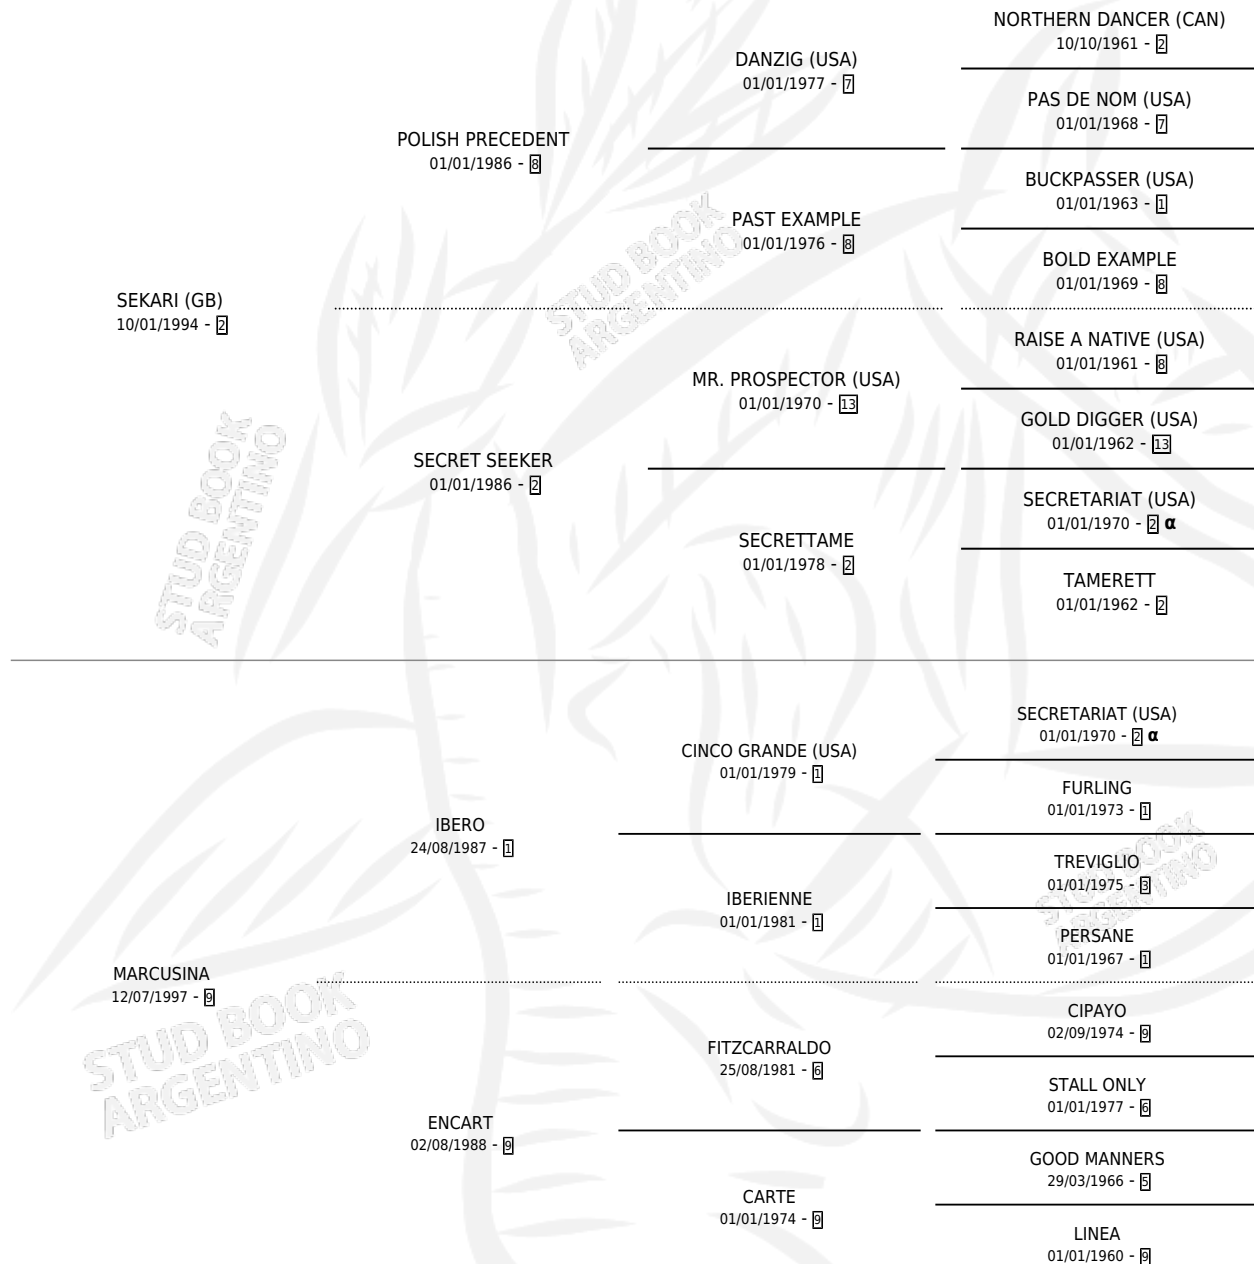 NORTHERN DANCER (CAN)
10/10/1961 - 2
DANZIG (USA)
01/01/1977 - 7
PAS DE NOM (USA)
01/01/1968 - 7
POLISH PRECEDENT
01/01/1986 - 8
BUCKPASSER (USA)
01/01/1963 - 1
PAST EXAMPLE
01/01/1976 - 8
BOLD EXAMPLE
01/01/1969 - 8
SEKARI (GB)
10/01/1994 - 2
RAISE A NATIVE (USA)
01/01/1961 - 8
MR. PROSPECTOR (USA)
01/01/1970 - 13
GOLD DIGGER (USA)
01/01/1962 - 13
SECRET SEEKER
01/01/1986 - 2
SECRETARIAT (USA)
01/01/1970 - 2 α
SECRETTAME
01/01/1978 - 2
TAMERETT
01/01/1962 - 2
SECRETARIAT (USA)
01/01/1970 - 2 α
CINCO GRANDE (USA)
01/01/1979 - 1
FURLING
01/01/1973 - 1
IBERO
24/08/1987 - 1
TREVIGLIO
01/01/1975 - 3
IBERIENNE
01/01/1981 - 1
PERSANE
01/01/1967 - 1
MARCUSINA
12/07/1997 - 9
CIPAYO
02/09/1974 - 9
FITZCARRALDO
25/08/1981 - 6
STALL ONLY
01/01/1977 - 6
ENCART
02/08/1988 - 9
GOOD MANNERS
29/03/1966 - 5
CARTE
01/01/1974 - 9
LINEA
01/01/1960 - 9
STUD BOOK
ARGENTINO
STUD BOOK
ARGENTINO
STUD BOOK
ARGENTINO
STUD BOOK
ARGENTINO